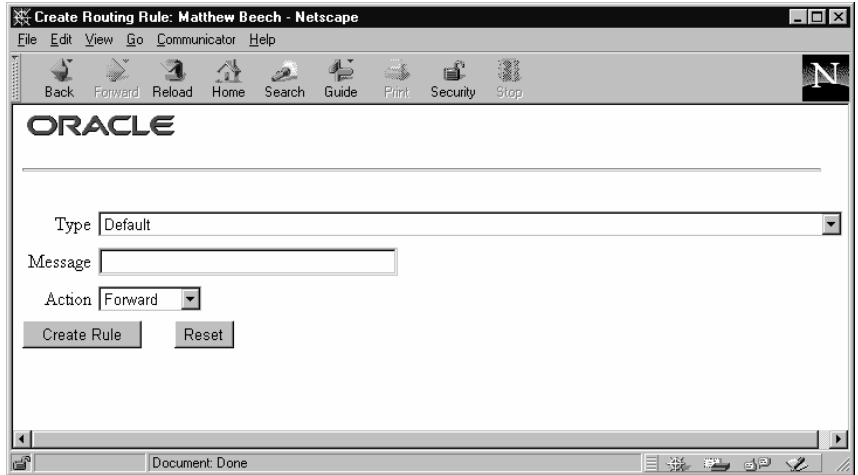 Create Routing Rule: Matthew Beech - Netscape
File Edit View Go Communicator Help
Back Forward Reload Home Search Guide Print Security Stop
N
ORACLE
Type Default
Message
Action Forward
Create Rule Reset
Document: Done